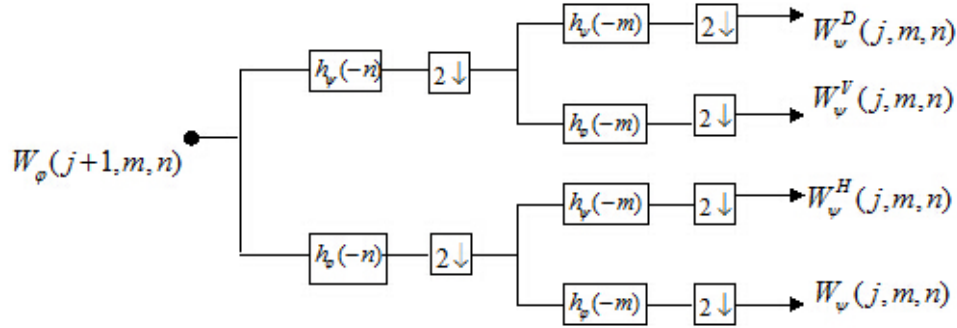 h_ψ(−m) 2↓ W_ψ^D(j,m,n)
h_ψ(−n) 2↓
h_φ(−m) 2↓ W_ψ^V(j,m,n)
W_φ(j+1,m,n)
h_ψ(−m) 2↓ W_ψ^H(j,m,n)
h_φ(−n) 2↓
h_φ(−m) 2↓ W_ψ(j,m,n)